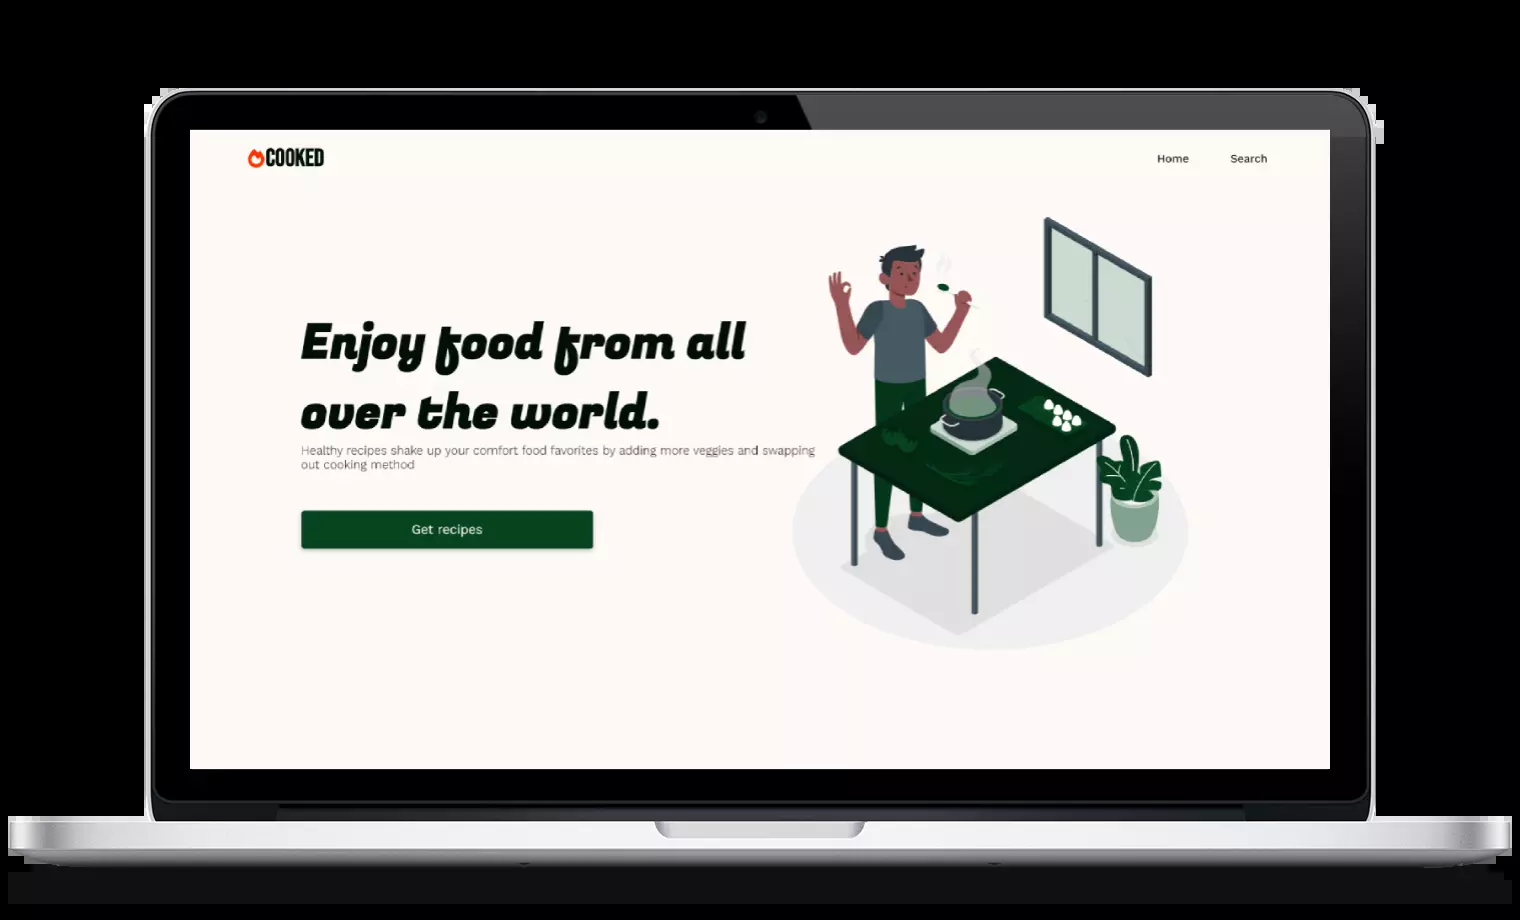 COOKED
Home
Search
Enjoy food from all
over the world.
Healthy recipes shake up your comfort food favorites by adding more veggies and swapping
out cooking method
Get recipes